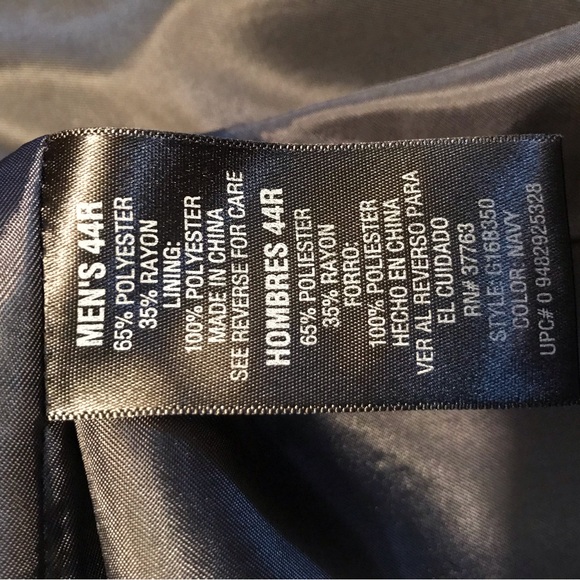 MEN'S 44R
65% POLYESTER
35% RAYON
LINING:
100% POLYESTER
MADE IN CHINA
SEE REVERSE FOR CARE
HOMBRES 44R
65% POLIESTER
35% RAYON
FORRO:
100% POLIESTER
HECHO EN CHINA
VER AL REVERSO PARA
EL CUIDADO
RN# 37763
STYLE: G168350
COLOR: NAVY
UPC# 0 9482925328